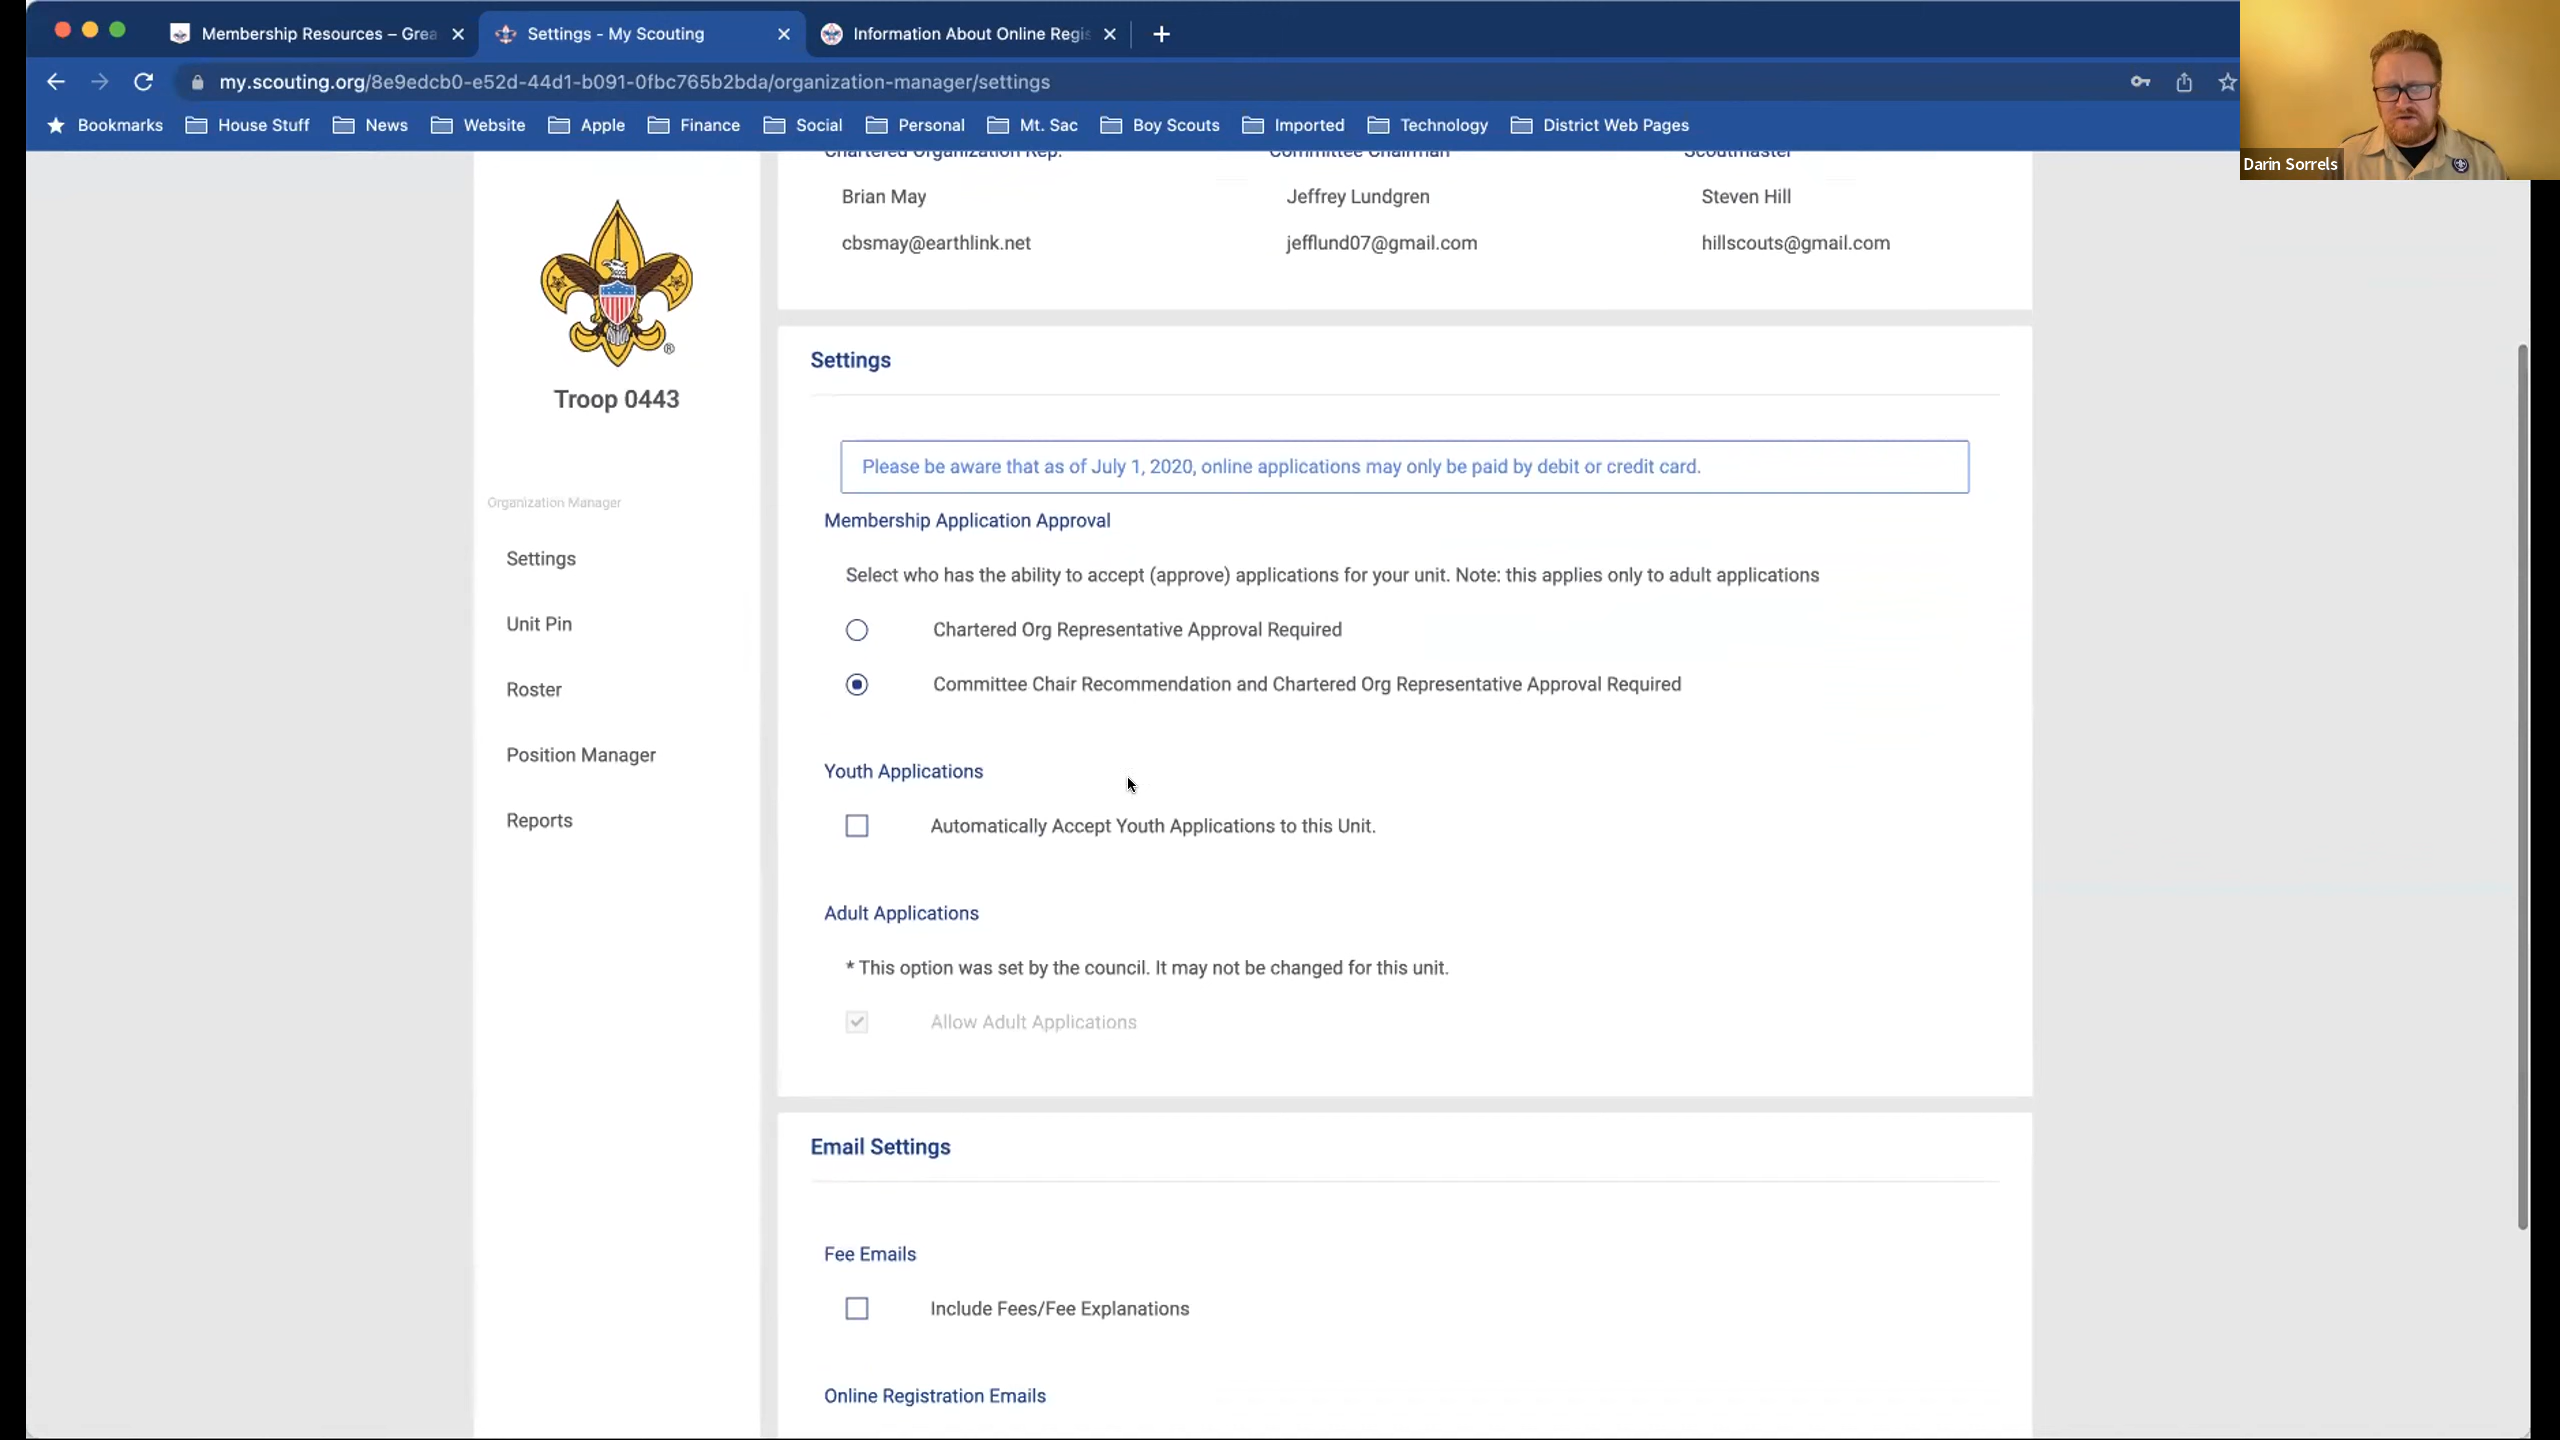 Membership Resources – Grea
Settings - My Scouting
Information About Online Regis
my.scouting.org/8e9edcb0-e52d-44d1-b091-0fbc765b2bda/organization-manager/settings
Bookmarks House Stuff News Website Apple Finance Social Personal Mt. Sac Boy Scouts Imported Technology District Web Pages
Darin Sorrels
Chartered Organization Rep. Committee Chairman Scoutmaster
Brian May Jeffrey Lundgren Steven Hill
cbsmay@earthlink.net jefflund07@gmail.com hillscouts@gmail.com
®
Troop 0443
Organization Manager
Settings
Unit Pin
Roster
Position Manager
Reports
Settings
Please be aware that as of July 1, 2020, online applications may only be paid by debit or credit card.
Membership Application Approval
Select who has the ability to accept (approve) applications for your unit. Note: this applies only to adult applications
Chartered Org Representative Approval Required
Committee Chair Recommendation and Chartered Org Representative Approval Required
Youth Applications
Automatically Accept Youth Applications to this Unit.
Adult Applications
* This option was set by the council. It may not be changed for this unit.
Allow Adult Applications
Email Settings
Fee Emails
Include Fees/Fee Explanations
Online Registration Emails